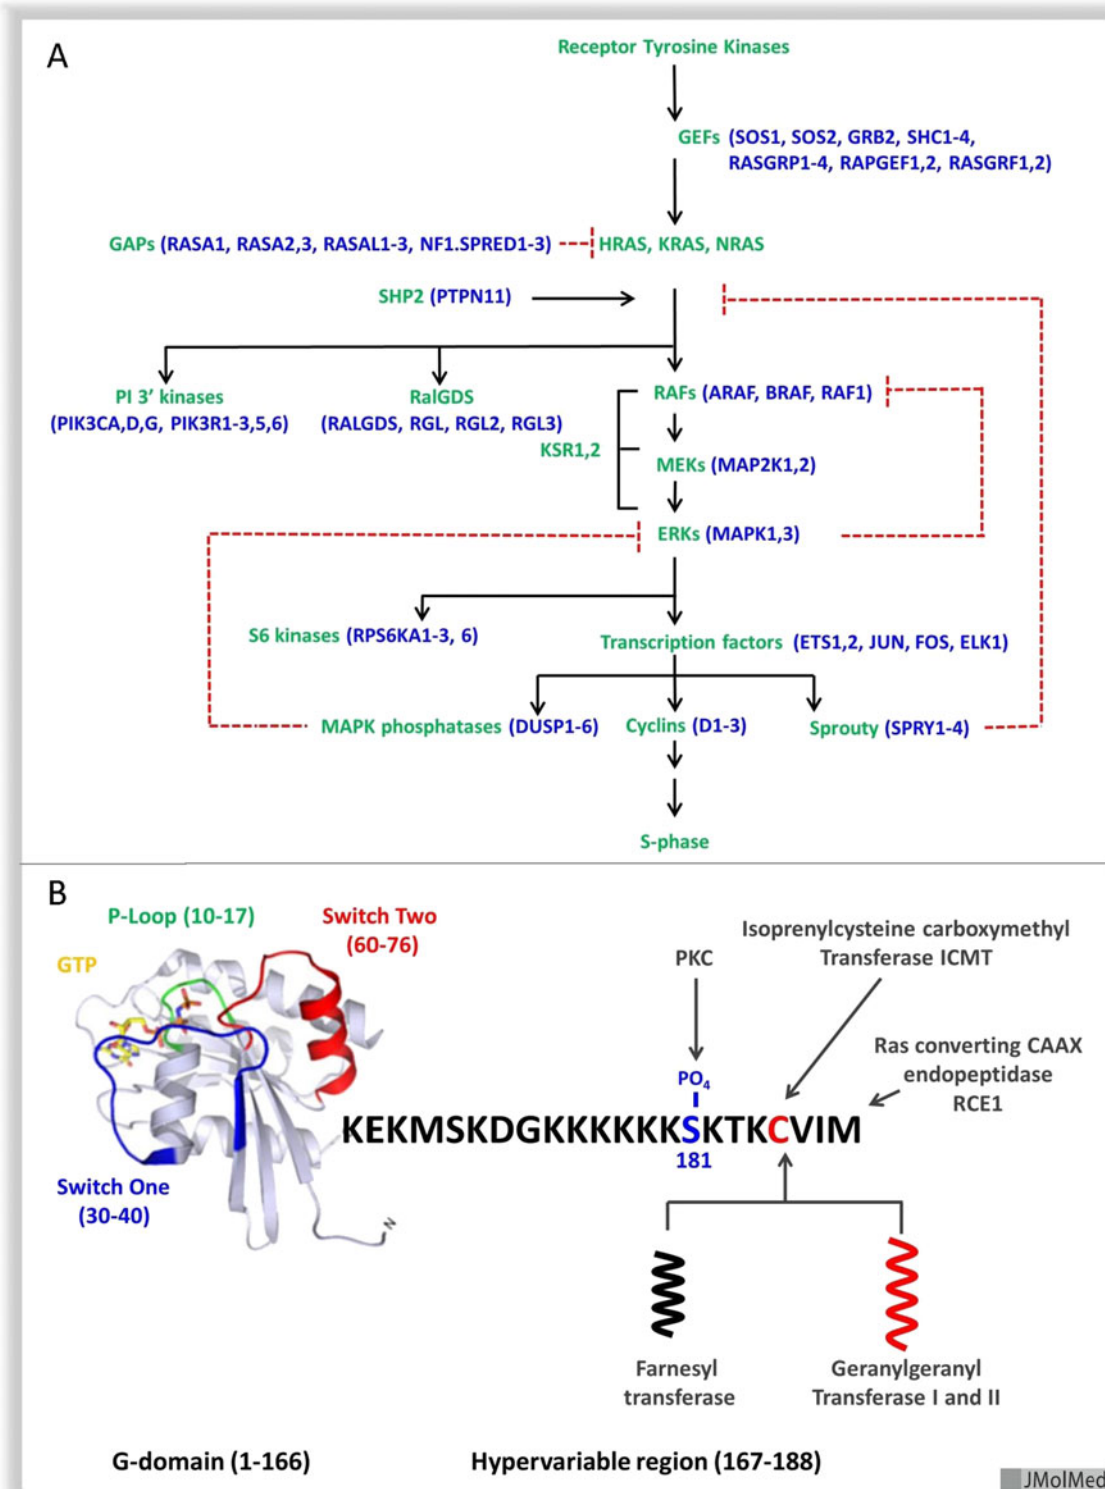 A
Receptor Tyrosine Kinases
GEFs (SOS1, SOS2, GRB2, SHC1-4,
RASGRP1-4, RAPGEF1,2, RASGRF1,2)
GAPs (RASA1, RASA2,3, RASAL1-3, NF1.SPRED1-3)
HRAS, KRAS, NRAS
SHP2 (PTPN11)
PI 3’ kinases
(PIK3CA,D,G, PIK3R1-3,5,6)
RalGDS
(RALGDS, RGL, RGL2, RGL3)
RAFs (ARAF, BRAF, RAF1)
KSR1,2
MEKs (MAP2K1,2)
ERKs (MAPK1,3)
S6 kinases (RPS6KA1-3, 6)
Transcription factors (ETS1,2, JUN, FOS, ELK1)
MAPK phosphatases (DUSP1-6)
Cyclins (D1-3)
Sprouty (SPRY1-4)
S-phase
B
P-Loop (10-17)
Switch Two
(60-76)
GTP
Switch One
(30-40)
N
PKC
Isoprenylcysteine carboxymethyl
Transferase ICMT
Ras converting CAAX
endopeptidase
RCE1
PO4
KEKMSKDGKKKKKKSKTKCVIM
181
Farnesyl
transferase
Geranylgeranyl
Transferase I and II
G-domain (1-166)
Hypervariable region (167-188)
JMolMed